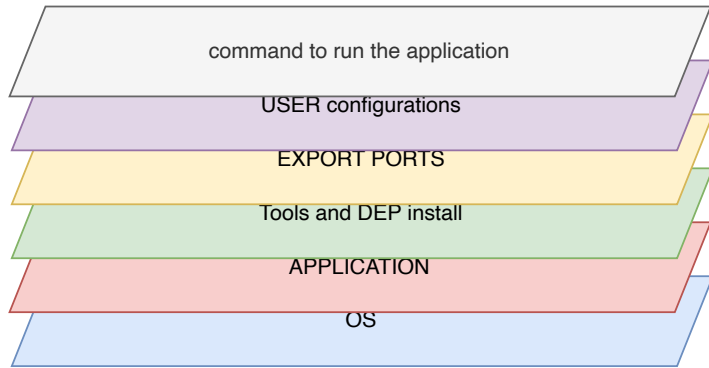 command to run the application
USER configurations
EXPORT PORTS
Tools and DEP install
APPLICATION
OS